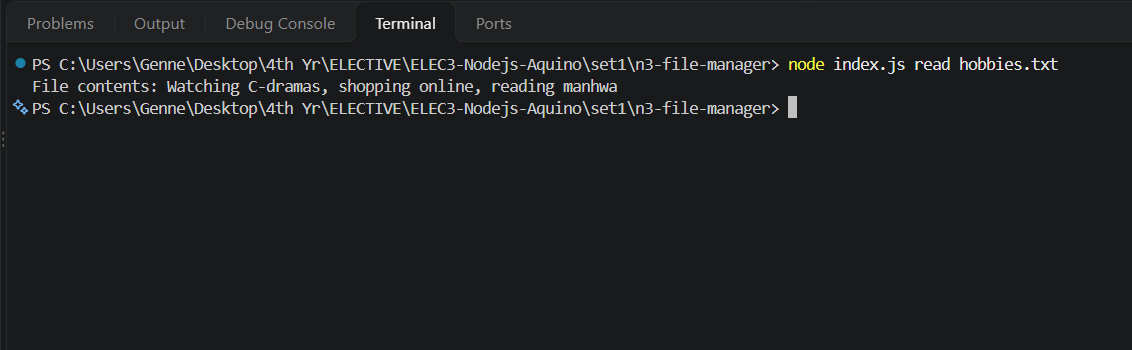 Problems Output Debug Console Terminal Ports
PS C:\Users\Genne\Desktop\4th Yr\ELECTIVE\ELEC3-Nodejs-Aquino\set1\n3-file-manager> node index.js read hobbies.txt
File contents: Watching C-dramas, shopping online, reading manhwa
PS C:\Users\Genne\Desktop\4th Yr\ELECTIVE\ELEC3-Nodejs-Aquino\set1\n3-file-manager>